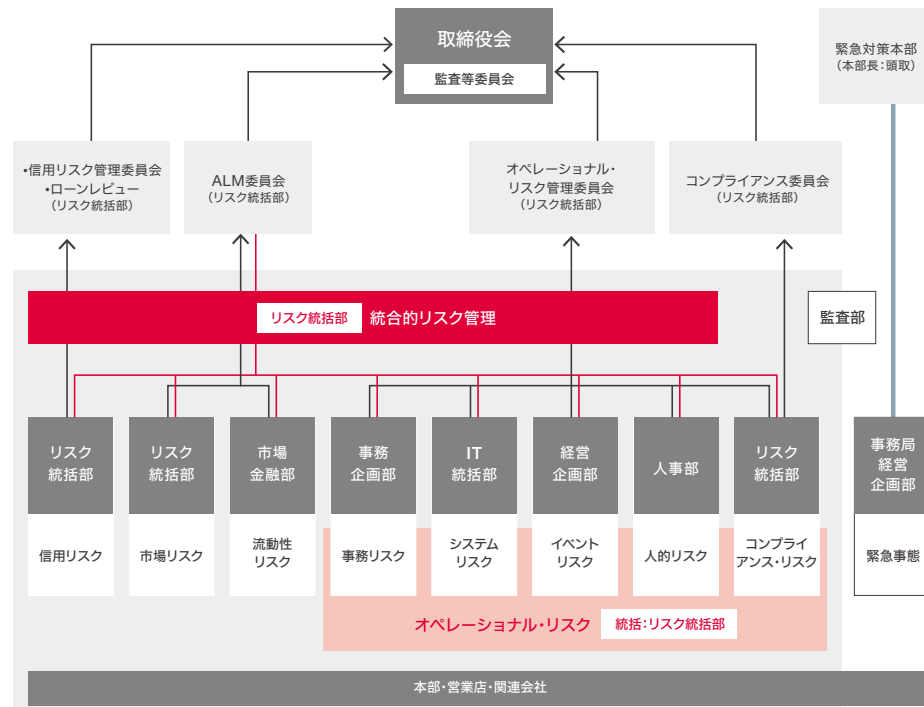 取締役会
監査等委員会
緊急対策本部
(本部長:頭取)
•信用リスク管理委員会
•ローンレビュー
(リスク統括部)
ALM委員会
(リスク統括部)
オペレーショナル・
リスク管理委員会
(リスク統括部)
コンプライアンス委員会
(リスク統括部)
リスク統括部 統合的リスク管理
監査部
リスク
統括部
リスク
統括部
市場
金融部
事務
企画部
IT
統括部
経営
企画部
人事部
リスク
統括部
事務局
経営
企画部
信用リスク
市場リスク
流動性
リスク
事務リスク
システム
リスク
イベント
リスク
人的リスク
コンプライ
アンス・リスク
緊急事態
オペレーショナル・リスク 統括:リスク統括部
本部・営業店・関連会社